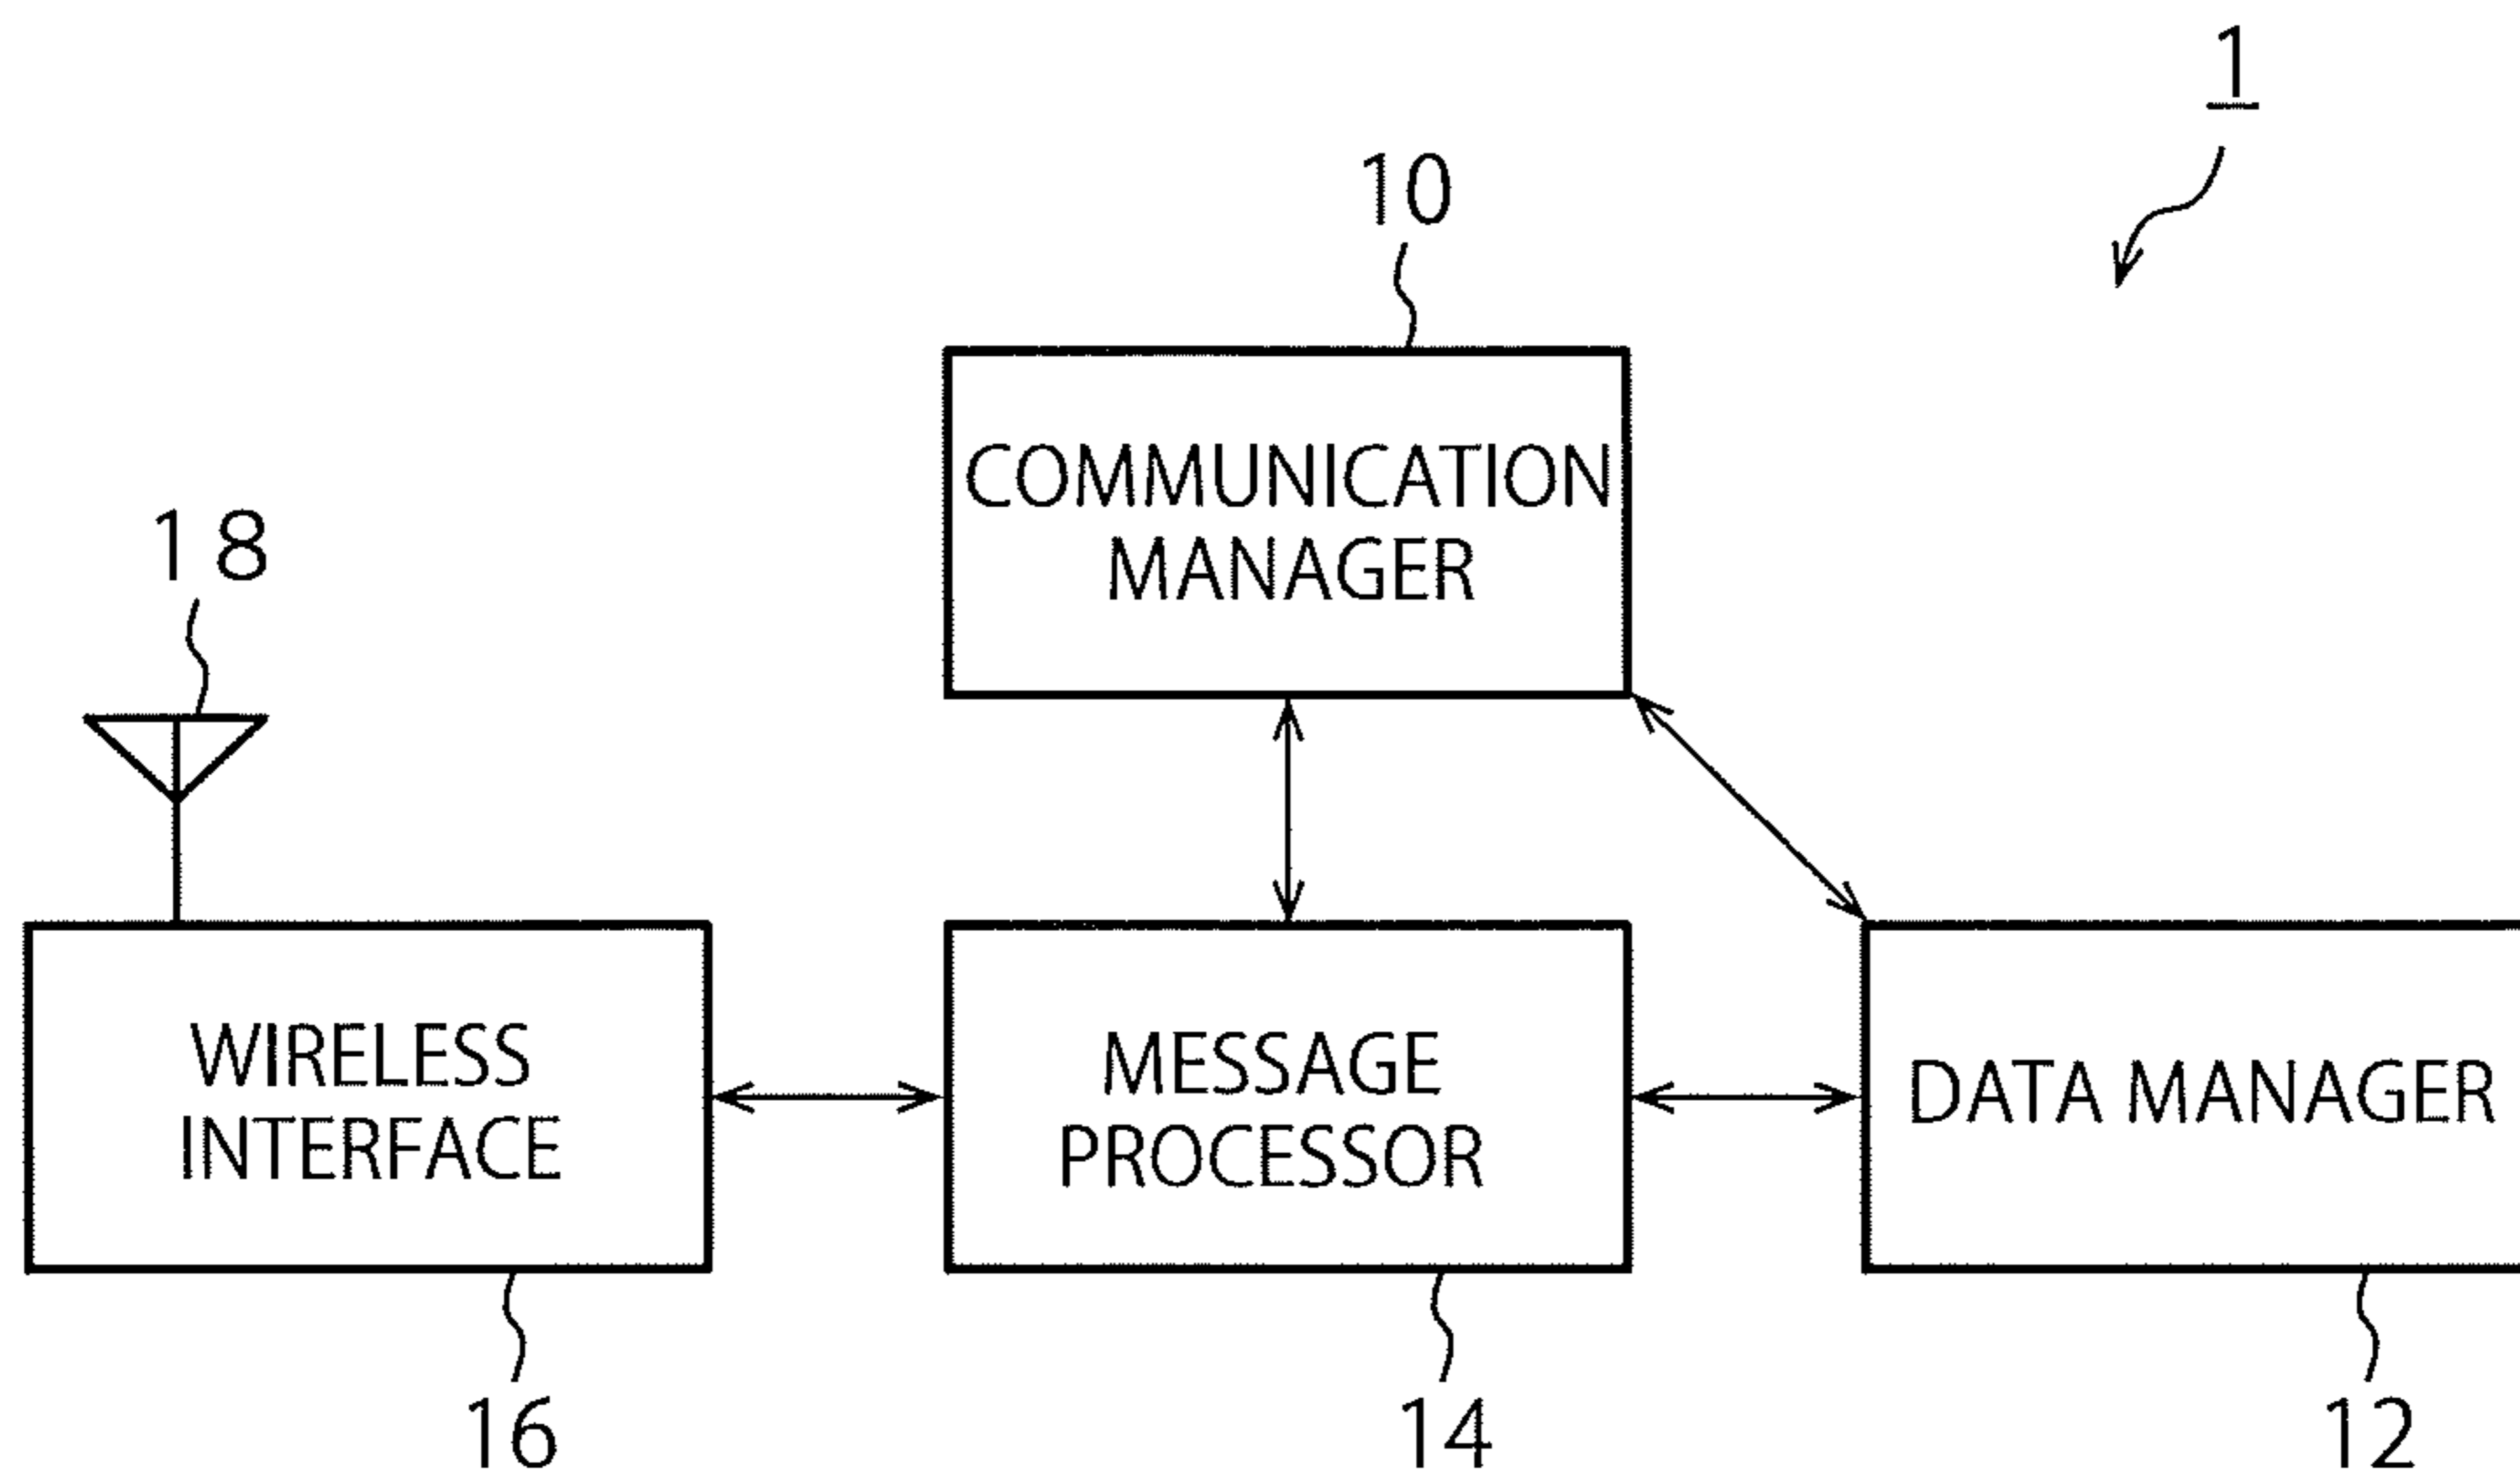 1
10
COMMUNICATION
MANAGER
18
WIRELESS
INTERFACE
MESSAGE
PROCESSOR
DATA MANAGER
16
14
12